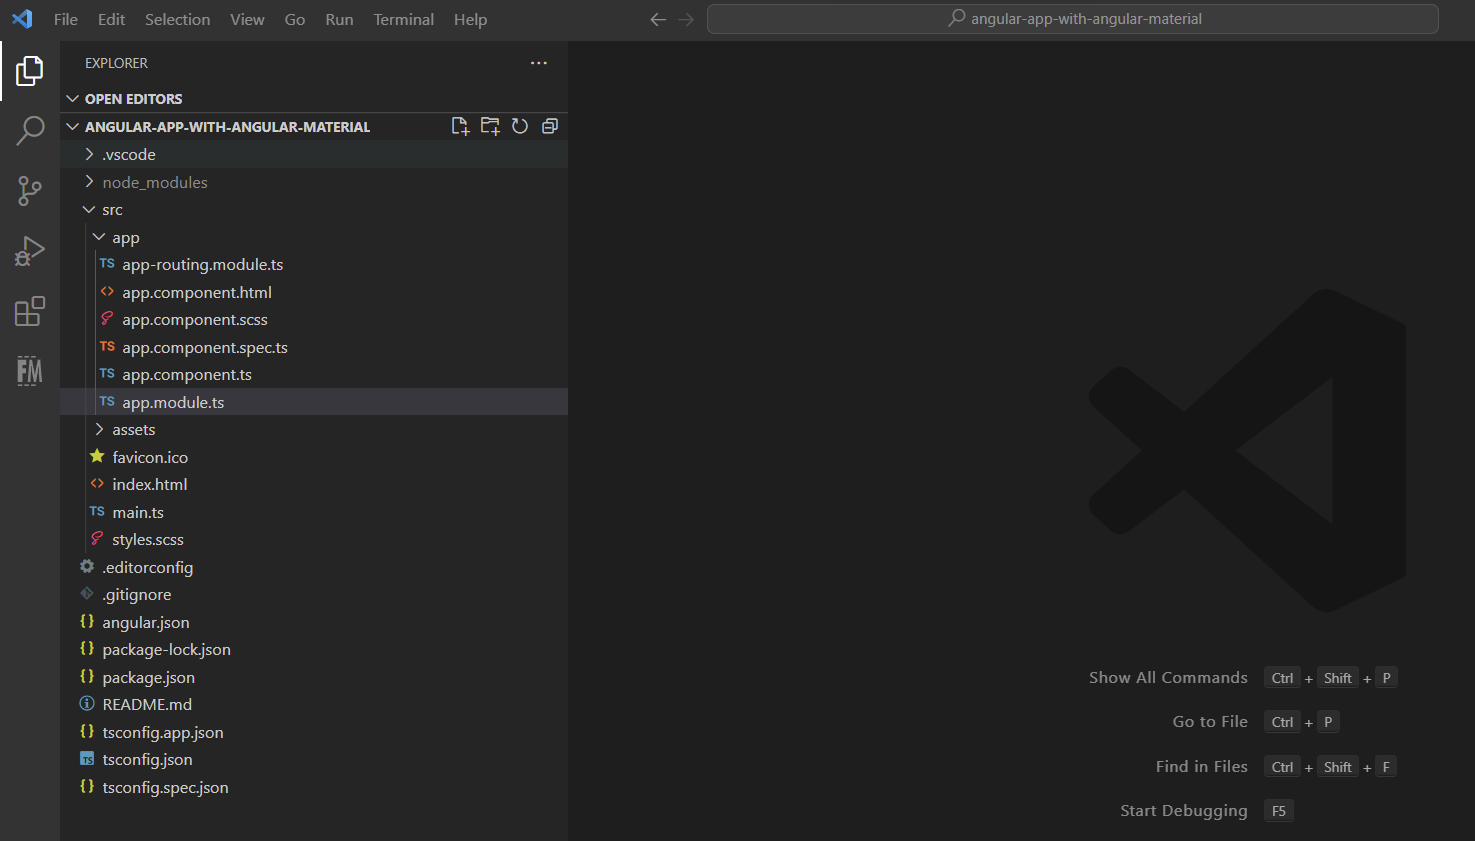 File Edit Selection View Go Run Terminal Help
angular-app-with-angular-material
EXPLORER
OPEN EDITORS
ANGULAR-APP-WITH-ANGULAR-MATERIAL
.vscode
node_modules
src
app
TS app-routing.module.ts
<> app.component.html
app.component.scss
TS app.component.spec.ts
TS app.component.ts
TS app.module.ts
assets
favicon.ico
<> index.html
TS main.ts
styles.scss
.editorconfig
.gitignore
{} angular.json
{} package-lock.json
{} package.json
README.md
{} tsconfig.app.json
TS tsconfig.json
{} tsconfig.spec.json
FM
Show All Commands Ctrl + Shift + P
Go to File Ctrl + P
Find in Files Ctrl + Shift + F
Start Debugging F5